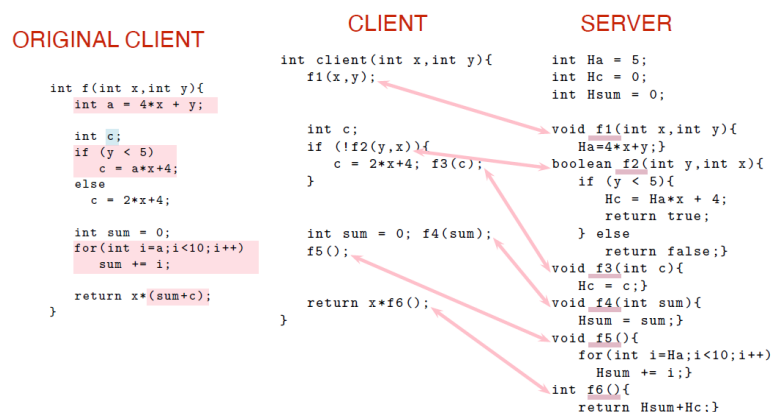 ORIGINAL CLIENT
int f(int x,int y){
int a = 4*x + y;
int c;
if (y < 5)
c = a*x+4;
else
c = 2*x+4;
int sum = 0;
for(int i=a;i<10;i++)
sum += i;
return x*(sum+c);
}
CLIENT
int client(int x,int y){
f1(x,y);
int c;
if (!f2(y,x)){
c = 2*x+4; f3(c);
}
int sum = 0; f4(sum);
f5();
return x*f6();
}
SERVER
int Ha = 5;
int Hc = 0;
int Hsum = 0;
void f1(int x,int y){
Ha=4*x+y;}
boolean f2(int y,int x){
if (y < 5){
Hc = Ha*x + 4;
return true;
} else
return false;}
void f3(int c){
Hc = c;}
void f4(int sum){
Hsum = sum;}
void f5(){
for(int i=Ha;i<10;i++)
Hsum += i;}
int f6(){
return Hsum+Hc;}